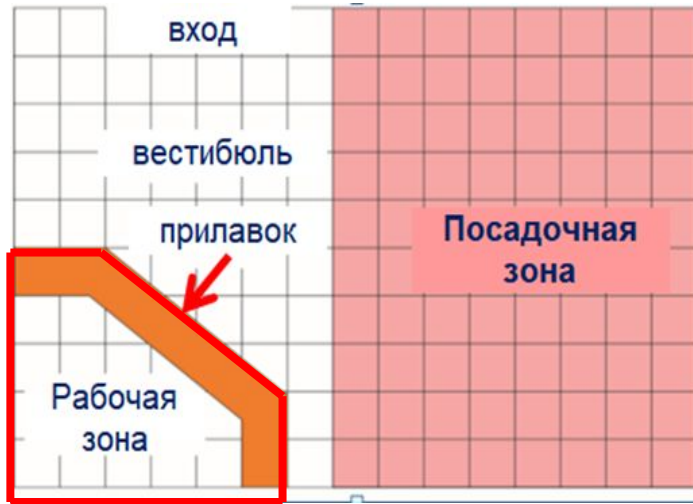 вход
вестибюль
прилавок
Посадочная
зона
Рабочая
зона